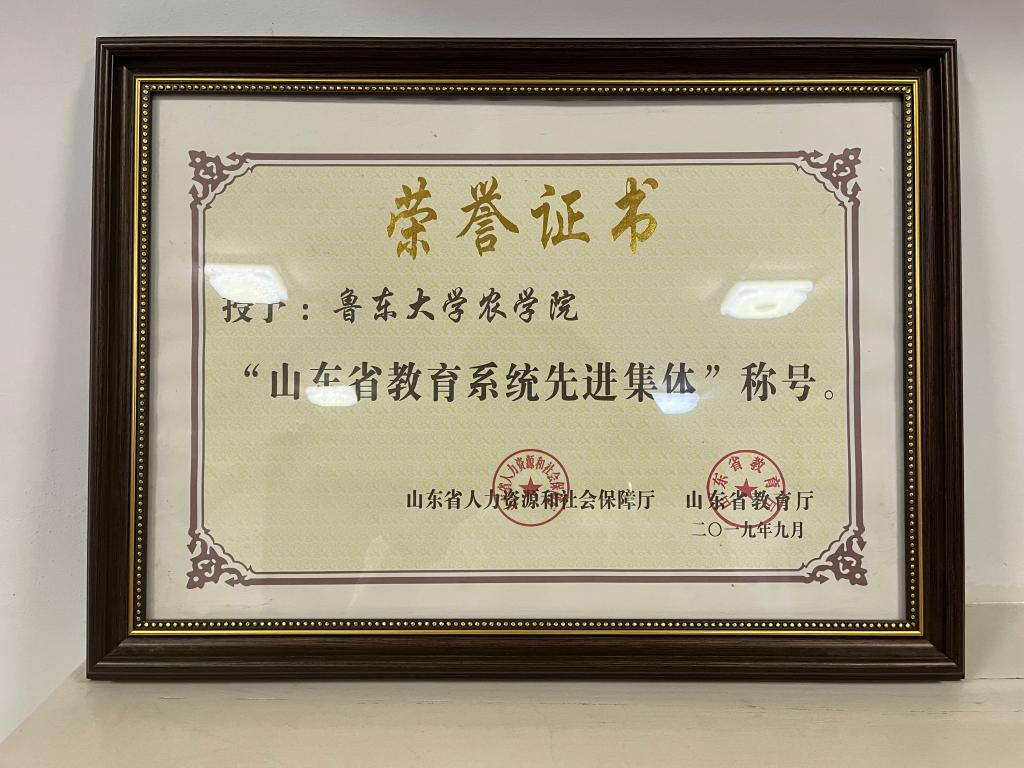 荣誉证书
授予：鲁东大学农学院
“山东省教育系统先进集体”称号。
山东省人力资源和社会保障厅 山东省教育厅
二〇一九年九月